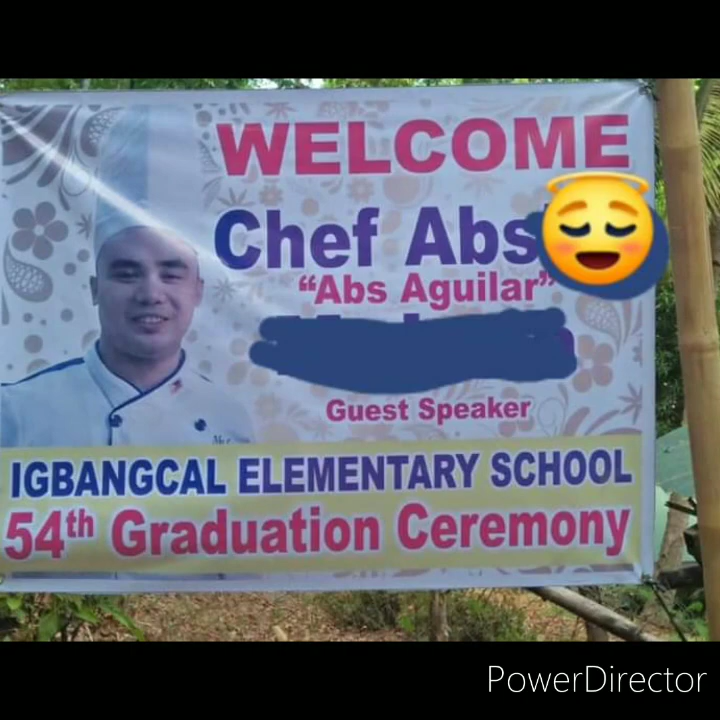 WELCOME
Chef Abs
“Abs Aguilar”
Guest Speaker
IGBANGCAL ELEMENTARY SCHOOL
54th Graduation Ceremony
PowerDirector